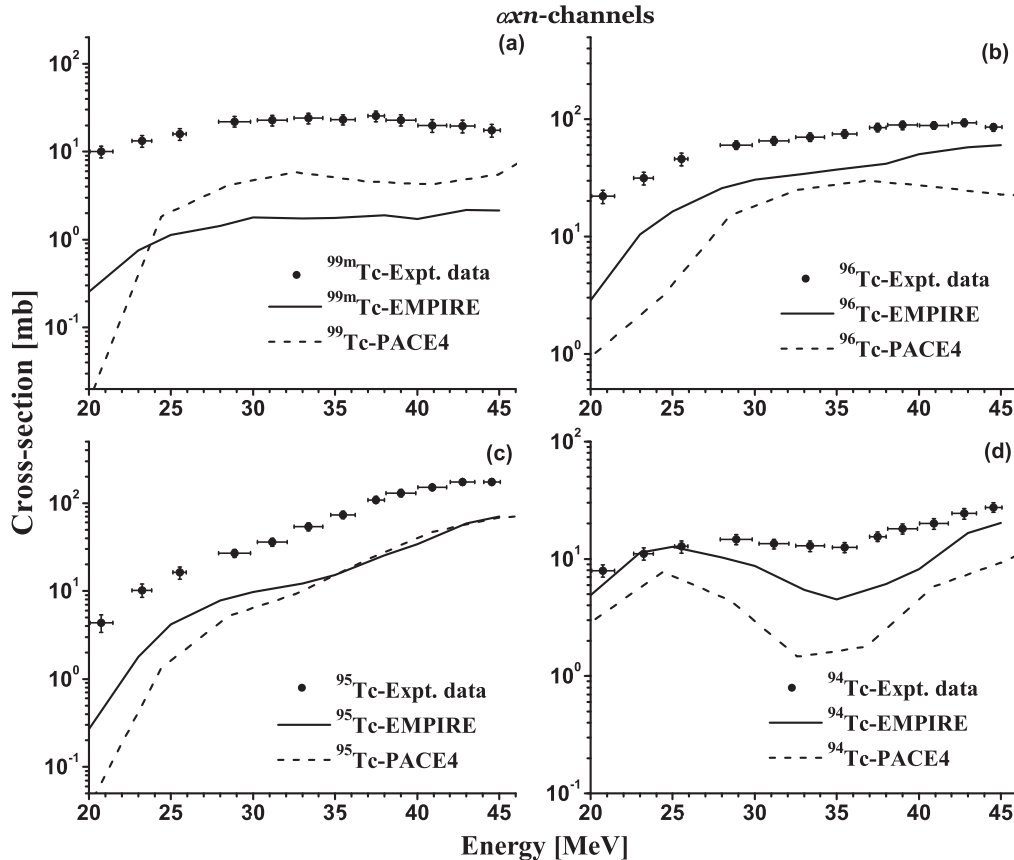 αxn-channels
(a)
10²
10¹
10⁰
10⁻¹
⁹⁹ᵐTc-Expt. data
⁹⁹ᵐTc-EMPIRE
⁹⁹Tc-PACE4
20 25 30 35 40 45
(b)
10²
10¹
10⁰
⁹⁶Tc-Expt. data
⁹⁶Tc-EMPIRE
⁹⁶Tc-PACE4
20 25 30 35 40 45
Cross-section [mb]
(c)
10²
10¹
10⁰
10⁻¹
⁹⁵Tc-Expt. data
⁹⁵Tc-EMPIRE
⁹⁵Tc-PACE4
20 25 30 35 40 45
(d)
10²
10¹
10⁰
10⁻¹
⁹⁴Tc-Expt. data
⁹⁴Tc-EMPIRE
⁹⁴Tc-PACE4
20 25 30 35 40 45
Energy [MeV]